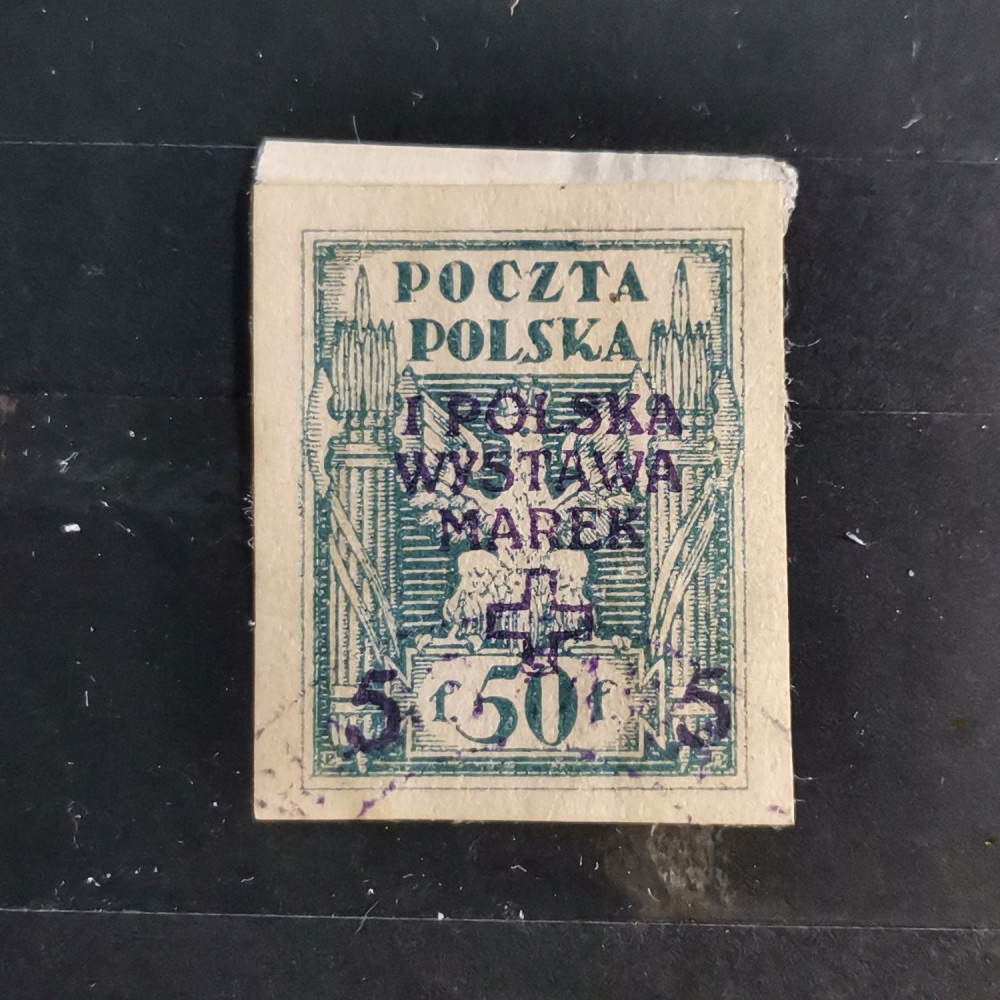 POCZTA
POLSKA
I POLSKA
WYSTAWA
MAREK
5 f. 50 f. 5